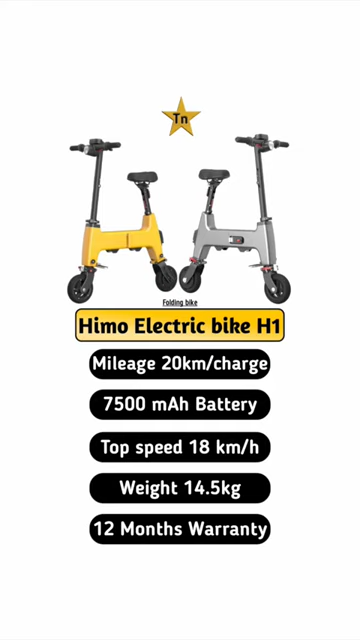 Tn
Folding bike
Himo Electric bike H1
Mileage 20km/charge
7500 mAh Battery
Top speed 18 km/h
Weight 14.5kg
12 Months Warranty